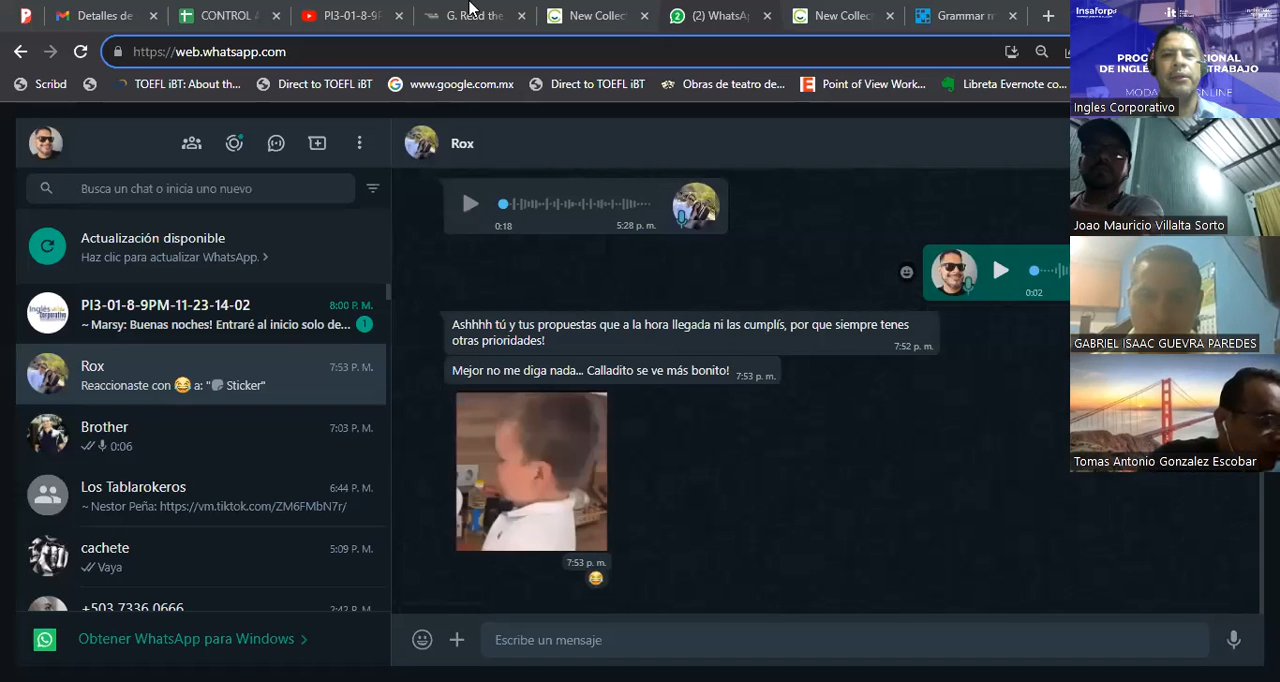 Detalles de
CONTROL A
PI3-01-8-9P
G. Read the
New Collec
(2) WhatsAp
New Collec
Grammar m
https://web.whatsapp.com
Scribd
TOEFL iBT: About th...
Direct to TOEFL iBT
www.google.com.mx
Direct to TOEFL iBT
Obras de teatro de...
Point of View Work...
Libreta Evernote co...
Rox
Busca un chat o inicia uno nuevo
Actualización disponible
Haz clic para actualizar WhatsApp.
PI3-01-8-9PM-11-23-14-02
8:00 P. M.
~ Marsy: Buenas noches! Entraré al inicio solo de...
1
Rox
7:53 P. M.
Reaccionaste con 😂 a: "Sticker"
Brother
7:03 P. M.
0:06
Los Tablarokeros
6:44 P. M.
~ Nestor Peña: https://vm.tiktok.com/ZM6FMbN7r/
cachete
5:09 P. M.
Vaya
+503 7336 0666
2:42 P. M.
Obtener WhatsApp para Windows
0:18
5:28 p. m.
0:02
Ashhhh tú y tus propuestas que a la hora llegada ni las cumplís, por que siempre tenes
otras prioridades!
7:52 p. m.
Mejor no me diga nada... Calladito se ve más bonito!
7:53 p. m.
7:53 p. m.
😂
Escribe un mensaje
Insaforp
Ingles Corporativo
Joao Mauricio Villalta Sorto
GABRIEL ISAAC GUEVRA PAREDES
Tomas Antonio Gonzalez Escobar